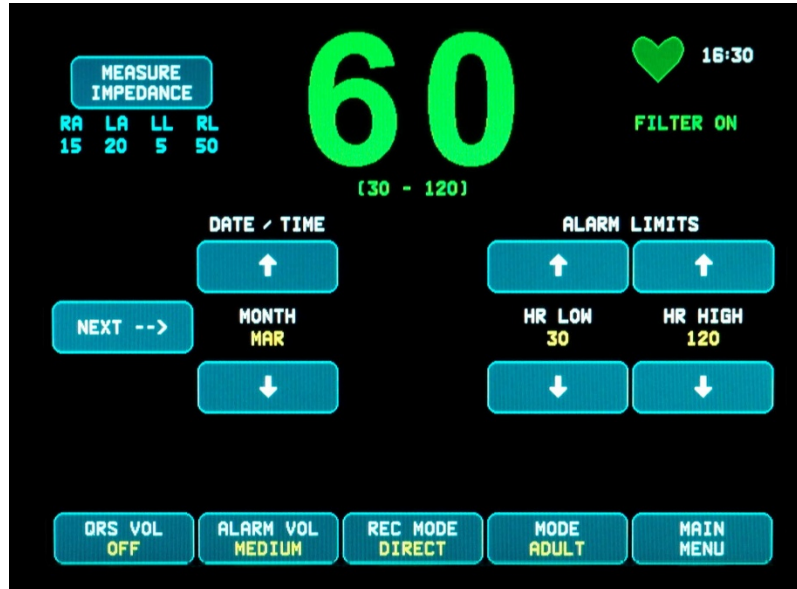 MEASURE
IMPEDANCE
RA LA LL RL
15 20 5 50
60
(30 - 120)
16:30
FILTER ON
DATE / TIME
ALARM LIMITS
NEXT -->
MONTH
MAR
HR LOW
30
HR HIGH
120
QRS VOL
OFF
ALARM VOL
MEDIUM
REC MODE
DIRECT
MODE
ADULT
MAIN
MENU